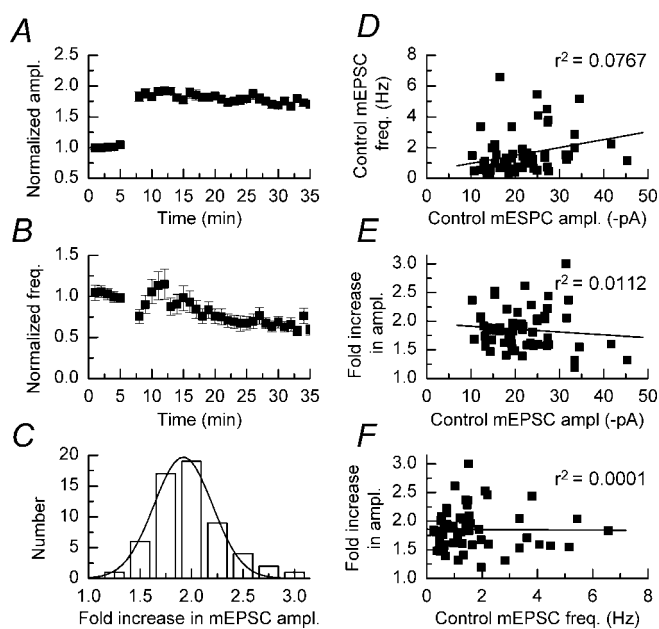 A
Normalized ampl.
2.5
2.0
1.5
1.0
0.5
0 5 10 15 20 25 30 35
Time (min)
B
Normalized freq.
1.5
1.0
0.5
0.0
0 5 10 15 20 25 30 35
Time (min)
C
Number
20
10
0
1.0 1.5 2.0 2.5 3.0
Fold increase in mEPSC ampl.
D
Control mEPSC
freq. (Hz)
r² = 0.0767
8
6
4
2
0
0 10 20 30 40 50
Control mESPC ampl. (-pA)
E
Fold increase
in ampl.
r² = 0.0112
3.0
2.5
2.0
1.5
1.0
0 10 20 30 40 50
Control mEPSC ampl (-pA)
F
Fold increase
in ampl.
r² = 0.0001
3.0
2.5
2.0
1.5
1.0
0 2 4 6 8
Control mEPSC freq. (Hz)